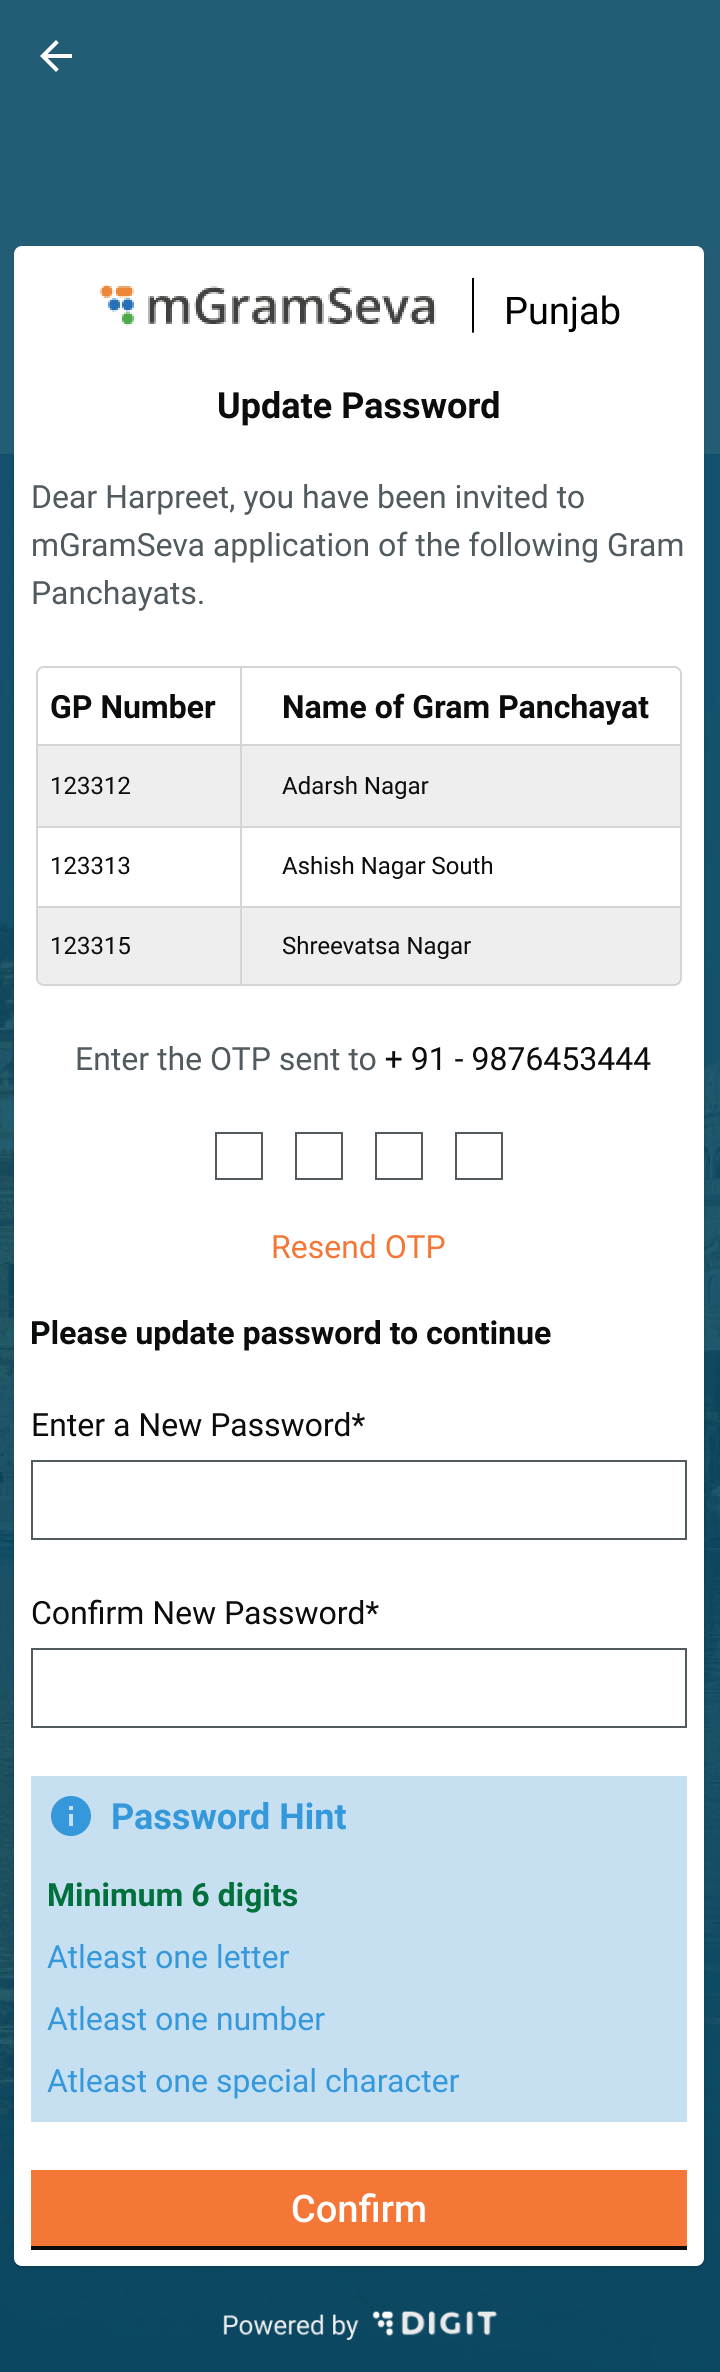 mGramSeva | Punjab
Update Password
Dear Harpreet, you have been invited to
mGramSeva application of the following Gram
Panchayats.
GP Number Name of Gram Panchayat
123312 Adarsh Nagar
123313 Ashish Nagar South
123315 Shreevatsa Nagar
Enter the OTP sent to + 91 - 9876453444
Resend OTP
Please update password to continue
Enter a New Password*
Confirm New Password*
Password Hint
Minimum 6 digits
Atleast one letter
Atleast one number
Atleast one special character
Confirm
Powered by DIGIT